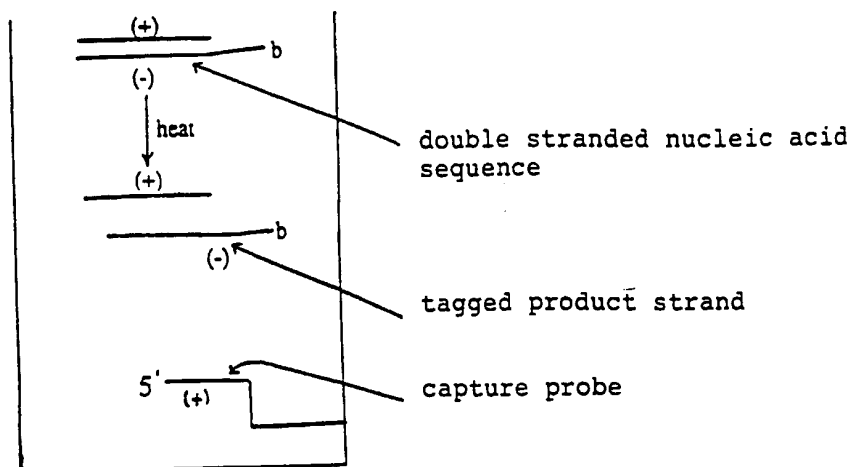 (+)
b
(-)
heat
double stranded nucleic acid
sequence
(+)
b
(-)
tagged product strand
5'
(+)
capture probe